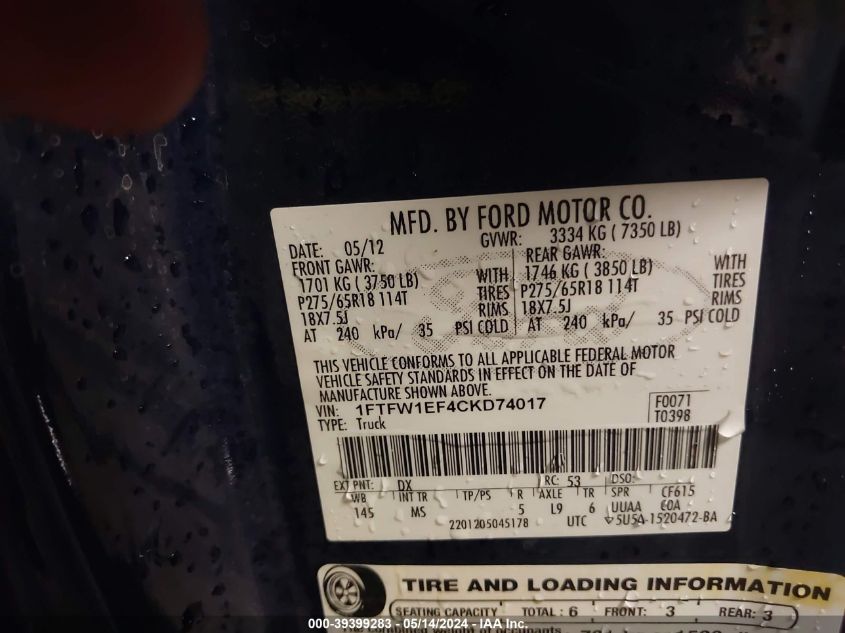 MFD. BY FORD MOTOR CO.
DATE: 05/12 GVWR: 3334 KG ( 7350 LB)
FRONT GAWR: REAR GAWR:
1701 KG ( 3750 LB) WITH 1746 KG ( 3850 LB) WITH
P275/65R18 114T TIRES P275/65R18 114T TIRES
18X7.5J RIMS 18X7.5J RIMS
AT 240 kPa/ 35 PSI COLD AT 240 kPa/ 35 PSI COLD
THIS VEHICLE CONFORMS TO ALL APPLICABLE FEDERAL MOTOR
VEHICLE SAFETY STANDARDS IN EFFECT ON THE DATE OF
MANUFACTURE SHOWN ABOVE.
VIN: 1FTFW1EF4CKD74017 F0071
TYPE: Truck T0398
EXT PNT: DX RC: 53 DSO:
WB INT TR TP/PS R AXLE TR SPR CF615
145 MS 5 L9 6 UUAA 60A
2201205045178 UTC 5U5A-1520472-BA
TIRE AND LOADING INFORMATION
SEATING CAPACITY TOTAL: 6 FRONT: 3 REAR: 3
The combined weight of occupants
000-39399283 - 05/14/2024 - IAA Inc.